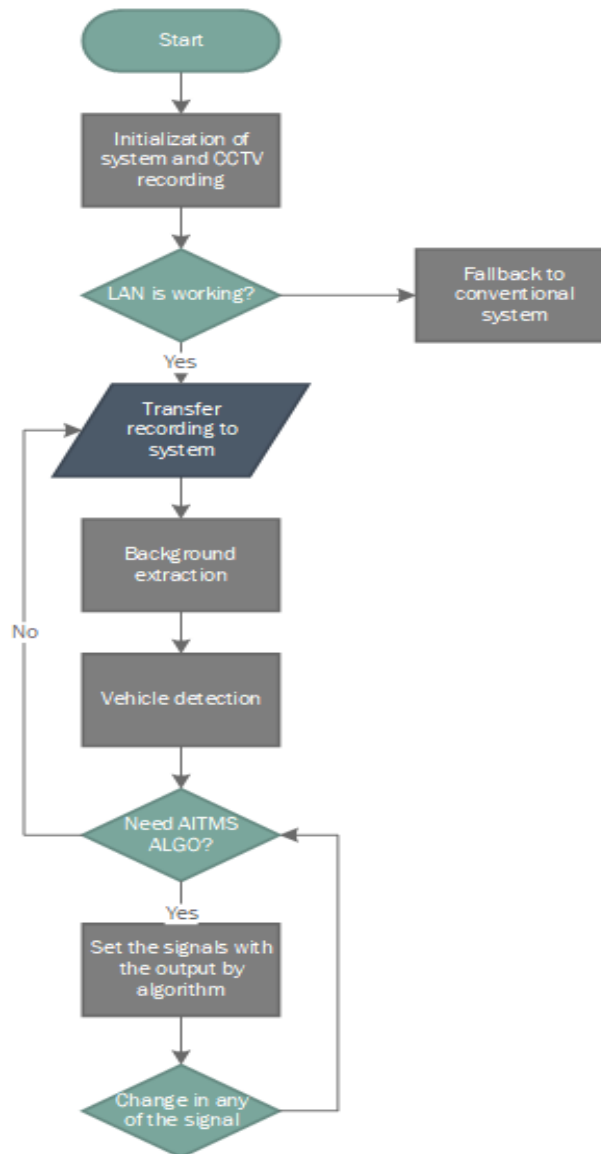 Start
Initialization of
system and CCTV
recording
LAN is working?
Fallback to
conventional
system
Yes
Transfer
recording to
system
Background
extraction
No
Vehicle detection
Need AITMS
ALGO?
Yes
Set the signals with
the output by
algorithm
Change in any
of the signal